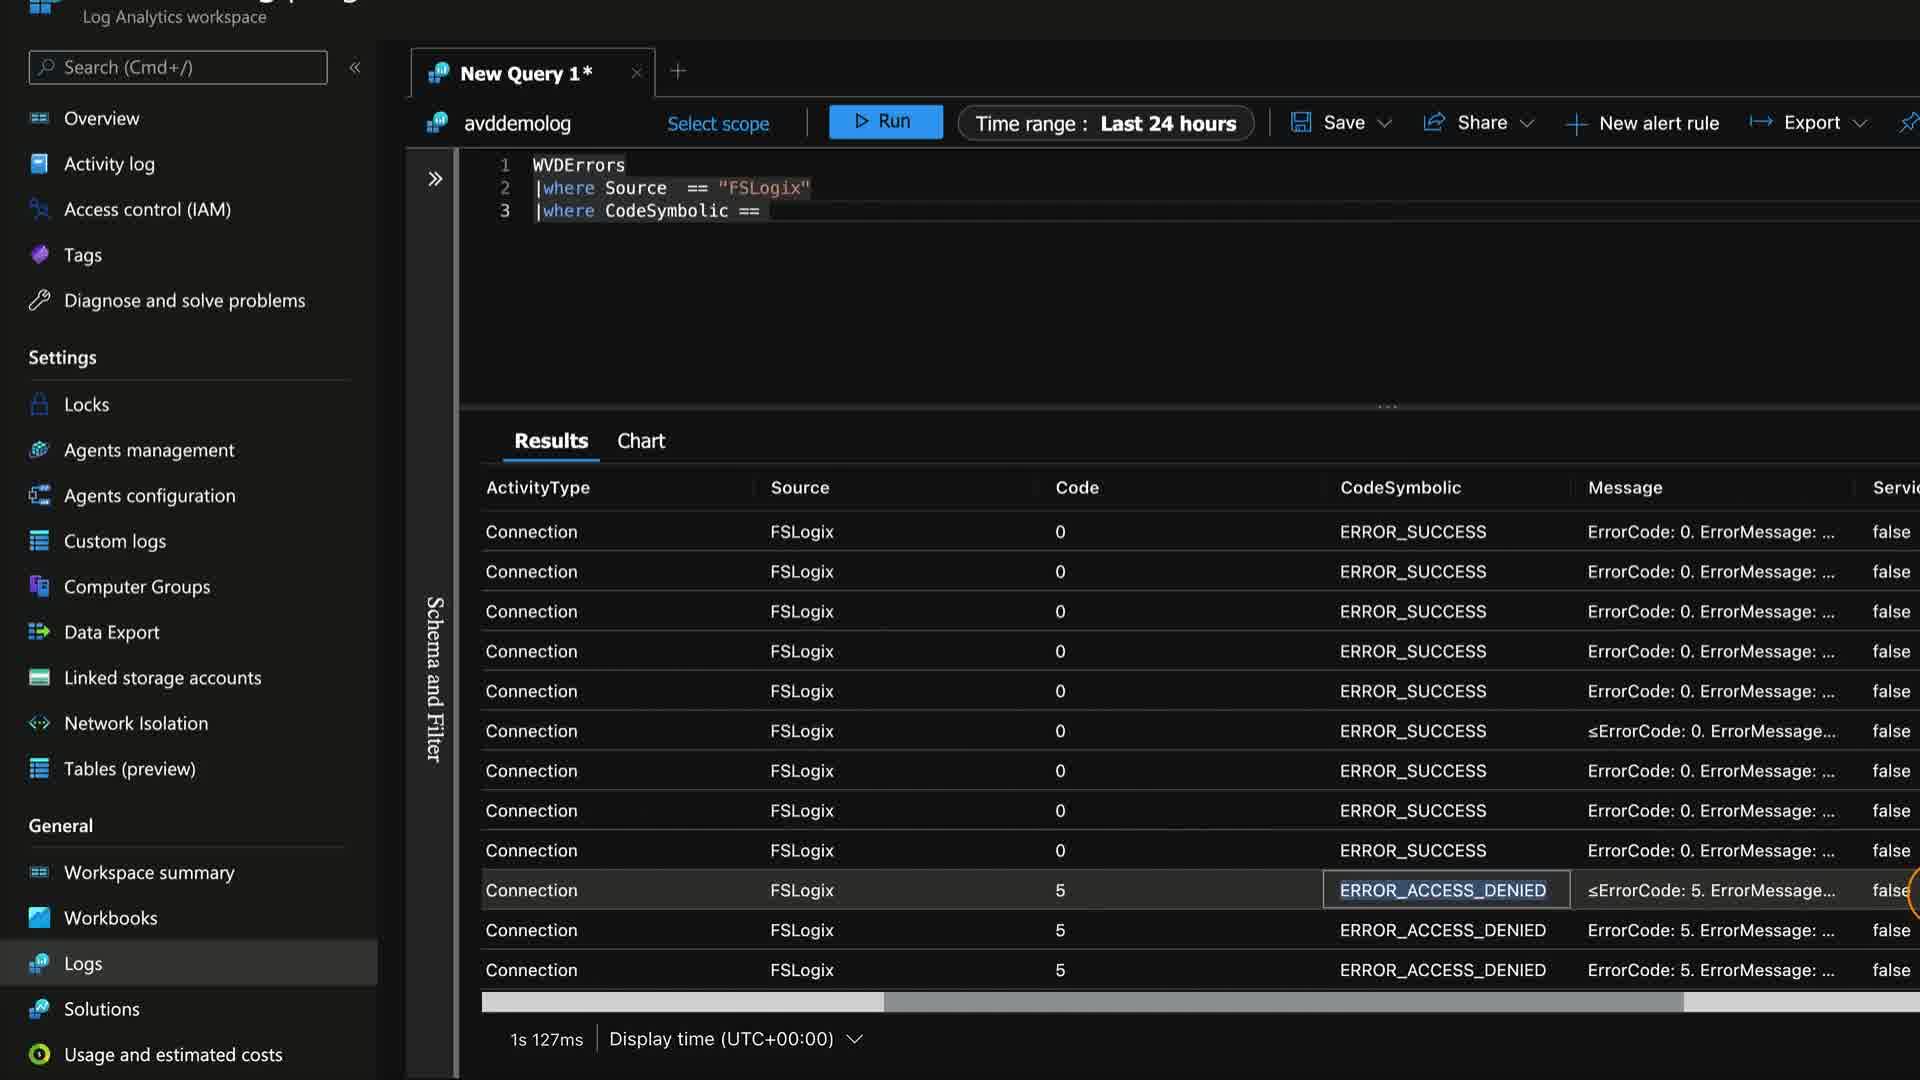 Log Analytics workspace
Search (Cmd+/)
«
Overview
Activity log
Access control (IAM)
Tags
Diagnose and solve problems
Settings
Locks
Agents management
Agents configuration
Custom logs
Computer Groups
Data Export
Linked storage accounts
Network Isolation
Tables (preview)
General
Workspace summary
Workbooks
Logs
Solutions
Usage and estimated costs
New Query 1*
avddemolog
Select scope
Run
Time range : Last 24 hours
Save
Share
New alert rule
Export
Schema and Filter
1 WVDErrors
2 |where Source == "FSLogix"
3 |where CodeSymbolic ==
Results Chart
ActivityType Source Code CodeSymbolic Message
Connection FSLogix 0 ERROR_SUCCESS ErrorCode: 0. ErrorMessage: ... false
Connection FSLogix 0 ERROR_SUCCESS ErrorCode: 0. ErrorMessage: ... false
Connection FSLogix 0 ERROR_SUCCESS ErrorCode: 0. ErrorMessage: ... false
Connection FSLogix 0 ERROR_SUCCESS ErrorCode: 0. ErrorMessage: ... false
Connection FSLogix 0 ERROR_SUCCESS ErrorCode: 0. ErrorMessage: ... false
Connection FSLogix 0 ERROR_SUCCESS ≤ErrorCode: 0. ErrorMessage... false
Connection FSLogix 0 ERROR_SUCCESS ErrorCode: 0. ErrorMessage: ... false
Connection FSLogix 0 ERROR_SUCCESS ErrorCode: 0. ErrorMessage: ... false
Connection FSLogix 0 ERROR_SUCCESS ErrorCode: 0. ErrorMessage: ... false
Connection FSLogix 5 ERROR_ACCESS_DENIED ≤ErrorCode: 5. ErrorMessage... false
Connection FSLogix 5 ERROR_ACCESS_DENIED ErrorCode: 5. ErrorMessage: ... false
Connection FSLogix 5 ERROR_ACCESS_DENIED ErrorCode: 5. ErrorMessage: ... false
1s 127ms Display time (UTC+00:00)